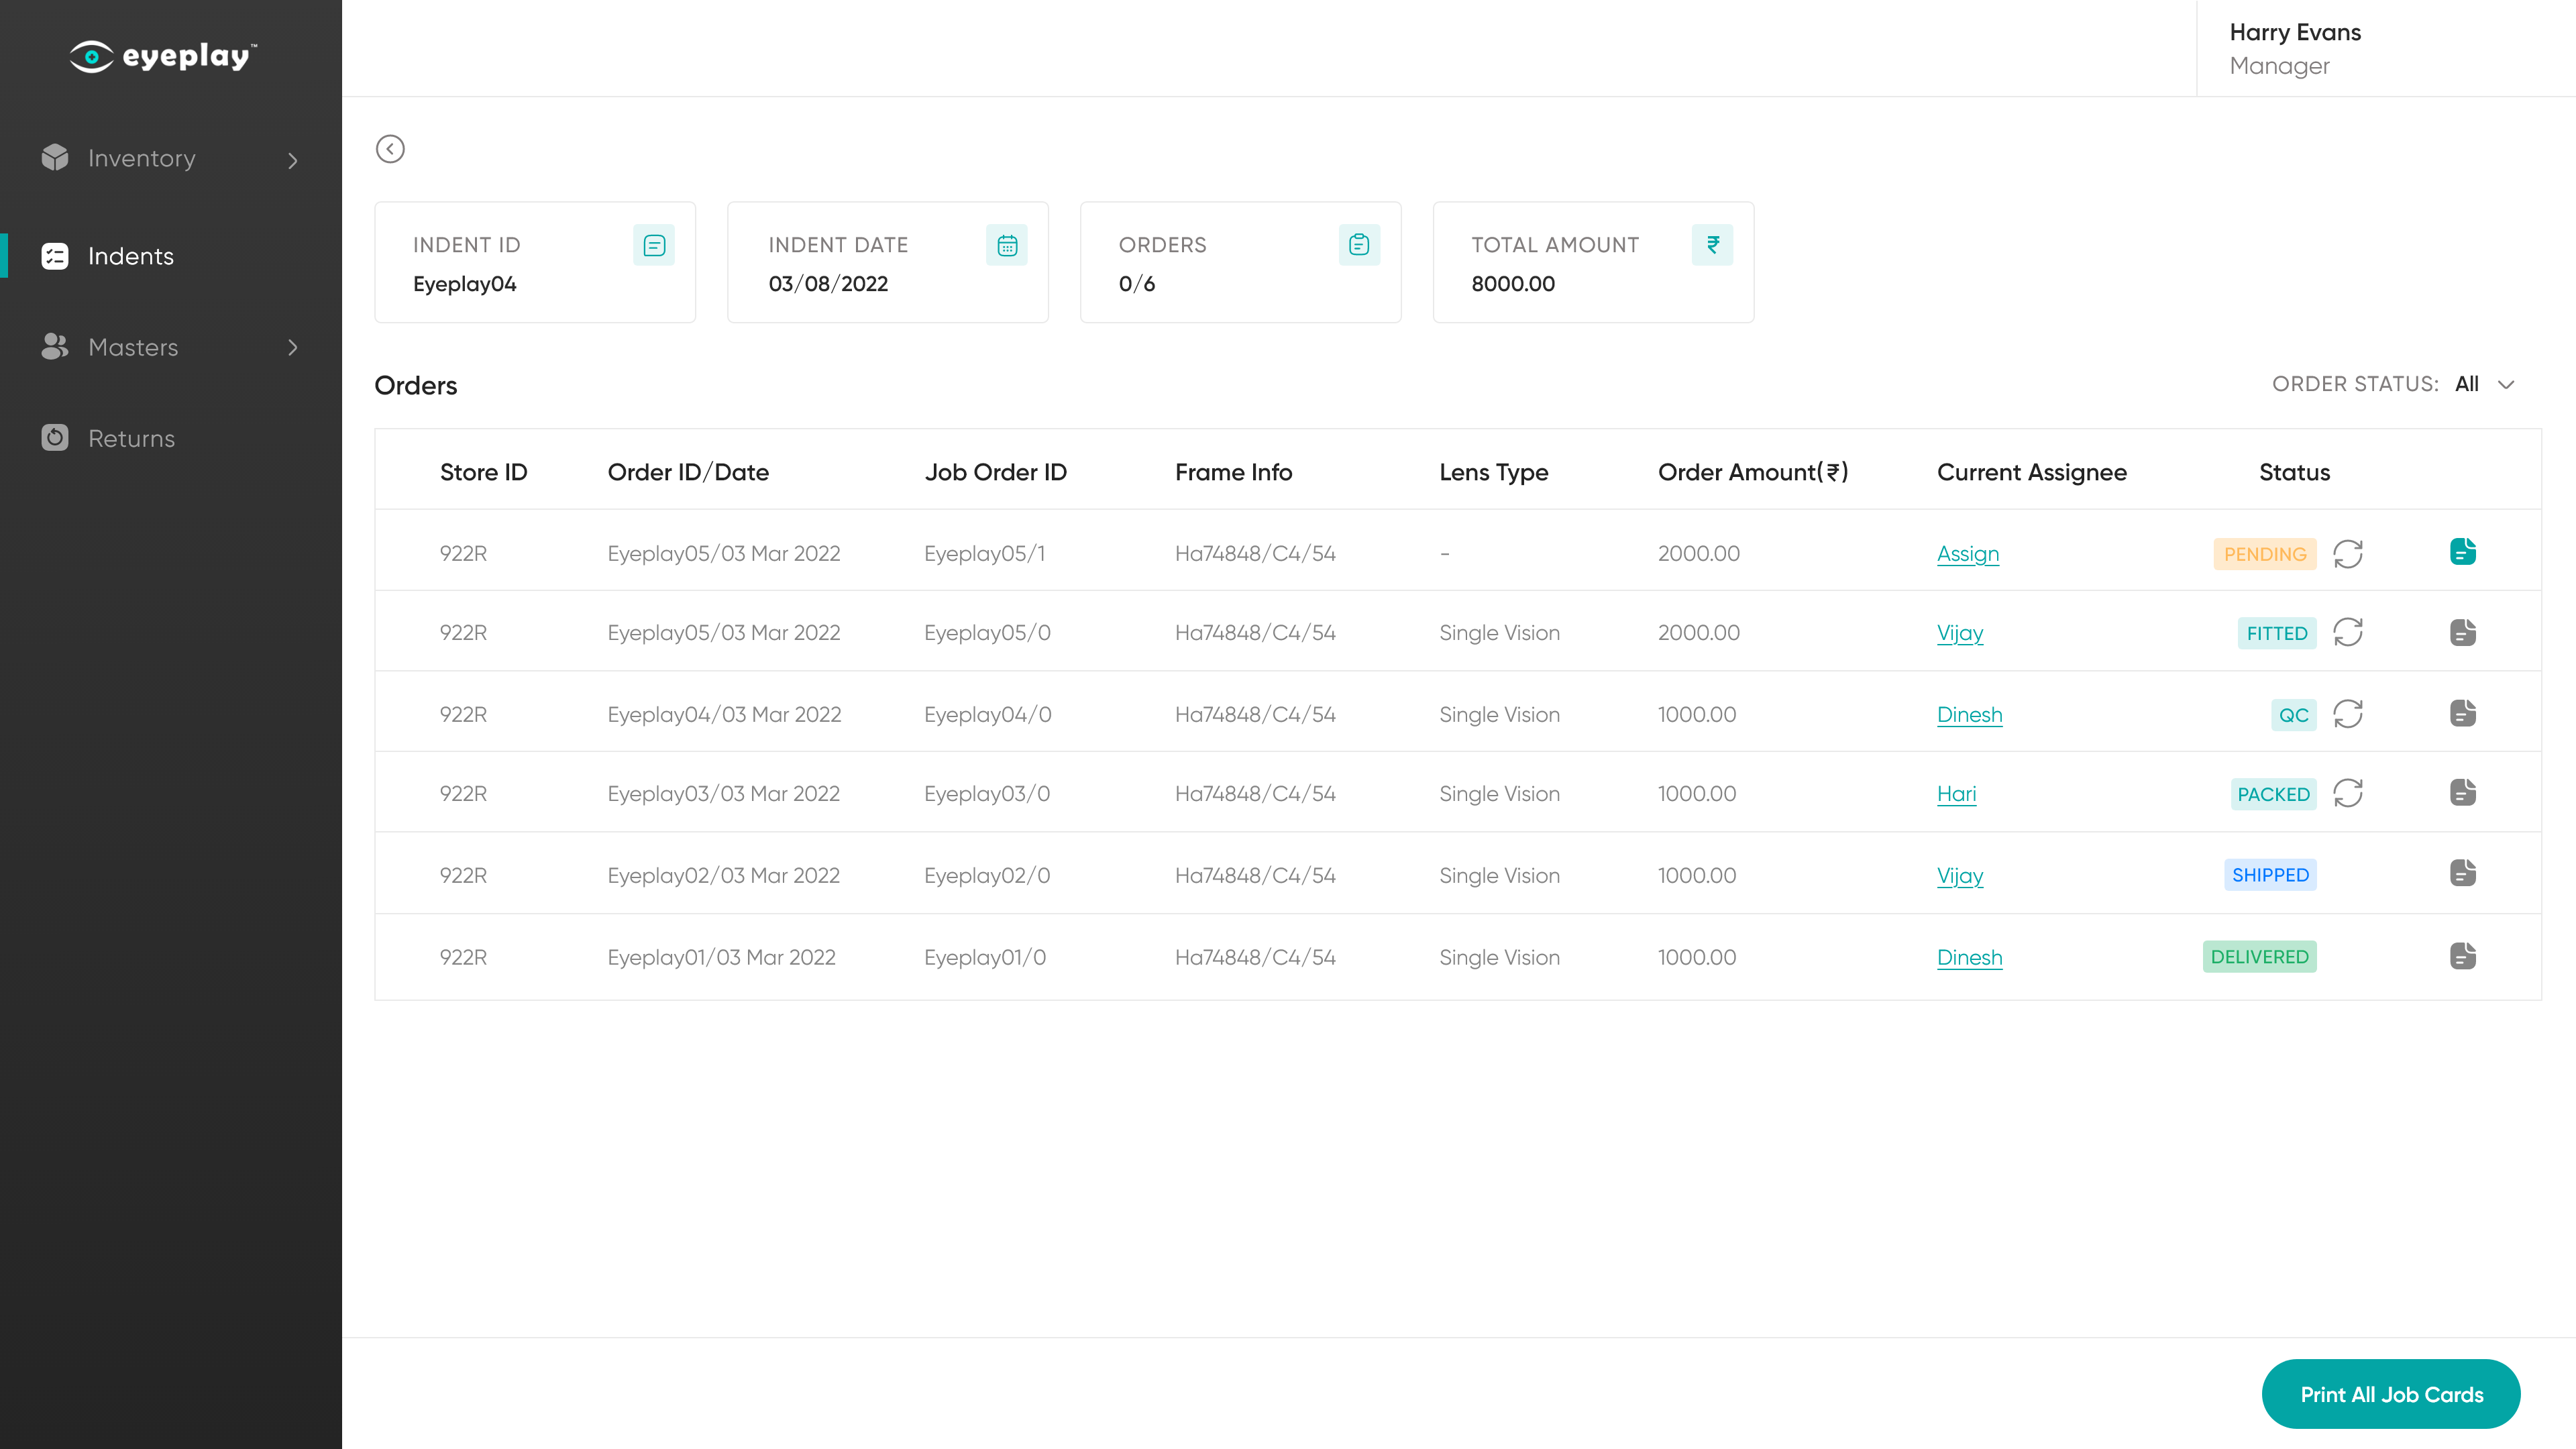 eyeplay™
Harry Evans
Manager
Inventory
Indents
Masters
Returns
INDENT ID
Eyeplay04
INDENT DATE
03/08/2022
ORDERS
0/6
TOTAL AMOUNT
₹
8000.00
Orders
ORDER STATUS: All
Store ID Order ID/Date Job Order ID Frame Info Lens Type Order Amount(₹) Current Assignee Status
922R Eyeplay05/03 Mar 2022 Eyeplay05/1 Ha74848/C4/54 - 2000.00 Assign PENDING
922R Eyeplay05/03 Mar 2022 Eyeplay05/0 Ha74848/C4/54 Single Vision 2000.00 Vijay FITTED
922R Eyeplay04/03 Mar 2022 Eyeplay04/0 Ha74848/C4/54 Single Vision 1000.00 Dinesh QC
922R Eyeplay03/03 Mar 2022 Eyeplay03/0 Ha74848/C4/54 Single Vision 1000.00 Hari PACKED
922R Eyeplay02/03 Mar 2022 Eyeplay02/0 Ha74848/C4/54 Single Vision 1000.00 Vijay SHIPPED
922R Eyeplay01/03 Mar 2022 Eyeplay01/0 Ha74848/C4/54 Single Vision 1000.00 Dinesh DELIVERED
Print All Job Cards